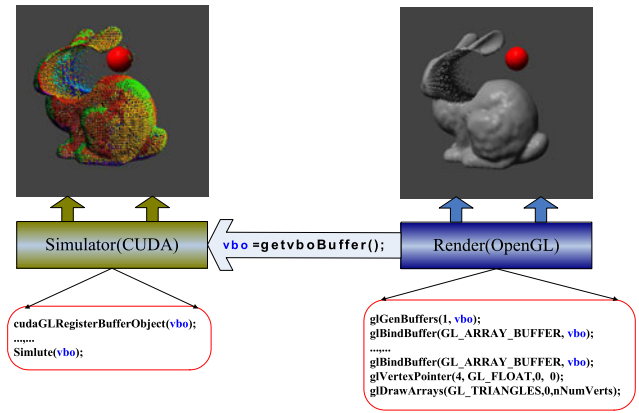 Simulator(CUDA)
vbo =getvboBuffer();
Render(OpenGL)
cudaGLRegisterBufferObject(vbo);
...,...
Simlute(vbo);
glGenBuffers(1, vbo);
glBindBuffer(GL_ARRAY_BUFFER, vbo);
...,...
glBindBuffer(GL_ARRAY_BUFFER, vbo);
glVertexPointer(4, GL_FLOAT,0, 0);
glDrawArrays(GL_TRIANGLES,0,nNumVerts);